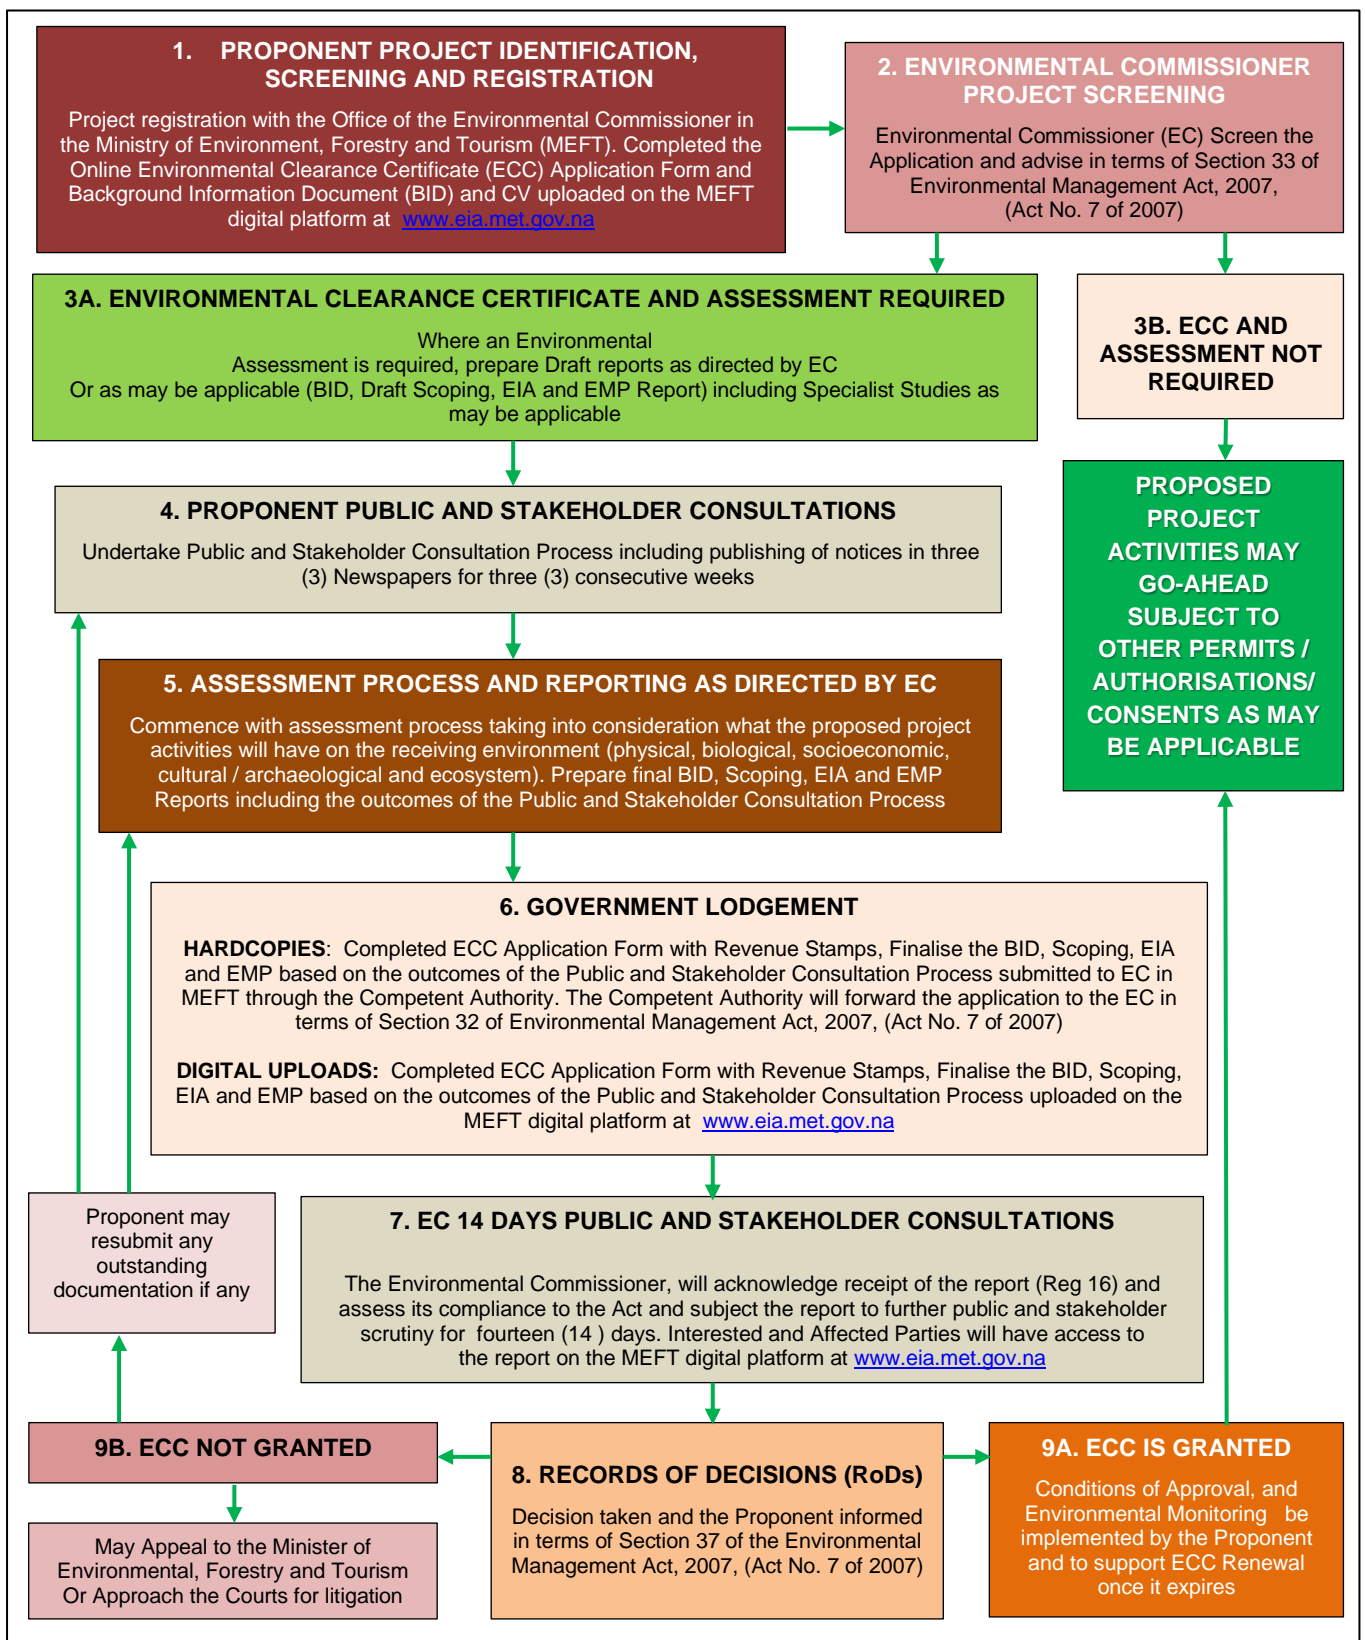 1. PROPONENT PROJECT IDENTIFICATION,
SCREENING AND REGISTRATION
Project registration with the Office of the Environmental Commissioner in
the Ministry of Environment, Forestry and Tourism (MEFT). Completed the
Online Environmental Clearance Certificate (ECC) Application Form and
Background Information Document (BID) and CV uploaded on the MEFT
digital platform at www.eia.met.gov.na
2. ENVIRONMENTAL COMMISSIONER
PROJECT SCREENING
Environmental Commissioner (EC) Screen the
Application and advise in terms of Section 33 of
Environmental Management Act, 2007,
(Act No. 7 of 2007)
3A. ENVIRONMENTAL CLEARANCE CERTIFICATE AND ASSESSMENT REQUIRED
Where an Environmental
Assessment is required, prepare Draft reports as directed by EC
Or as may be applicable (BID, Draft Scoping, EIA and EMP Report) including Specialist Studies as
may be applicable
3B. ECC AND
ASSESSMENT NOT
REQUIRED
PROPOSED
PROJECT
ACTIVITIES MAY
GO-AHEAD
SUBJECT TO
OTHER PERMITS /
AUTHORISATIONS/
CONSENTS AS MAY
BE APPLICABLE
4. PROPONENT PUBLIC AND STAKEHOLDER CONSULTATIONS
Undertake Public and Stakeholder Consultation Process including publishing of notices in three
(3) Newspapers for three (3) consecutive weeks
5. ASSESSMENT PROCESS AND REPORTING AS DIRECTED BY EC
Commence with assessment process taking into consideration what the proposed project
activities will have on the receiving environment (physical, biological, socioeconomic,
cultural / archaeological and ecosystem). Prepare final BID, Scoping, EIA and EMP
Reports including the outcomes of the Public and Stakeholder Consultation Process
6. GOVERNMENT LODGEMENT
HARDCOPIES: Completed ECC Application Form with Revenue Stamps, Finalise the BID, Scoping, EIA
and EMP based on the outcomes of the Public and Stakeholder Consultation Process submitted to EC in
MEFT through the Competent Authority. The Competent Authority will forward the application to the EC in
terms of Section 32 of Environmental Management Act, 2007, (Act No. 7 of 2007)
DIGITAL UPLOADS: Completed ECC Application Form with Revenue Stamps, Finalise the BID, Scoping,
EIA and EMP based on the outcomes of the Public and Stakeholder Consultation Process uploaded on the
MEFT digital platform at www.eia.met.gov.na
Proponent may
resubmit any
outstanding
documentation if any
7. EC 14 DAYS PUBLIC AND STAKEHOLDER CONSULTATIONS
The Environmental Commissioner, will acknowledge receipt of the report (Reg 16) and
assess its compliance to the Act and subject the report to further public and stakeholder
scrutiny for fourteen (14 ) days. Interested and Affected Parties will have access to
the report on the MEFT digital platform at www.eia.met.gov.na
9B. ECC NOT GRANTED
May Appeal to the Minister of
Environmental, Forestry and Tourism
Or Approach the Courts for litigation
8. RECORDS OF DECISIONS (RoDs)
Decision taken and the Proponent informed
in terms of Section 37 of the Environmental
Management Act, 2007, (Act No. 7 of 2007)
9A. ECC IS GRANTED
Conditions of Approval, and
Environmental Monitoring be
implemented by the Proponent
and to support ECC Renewal
once it expires